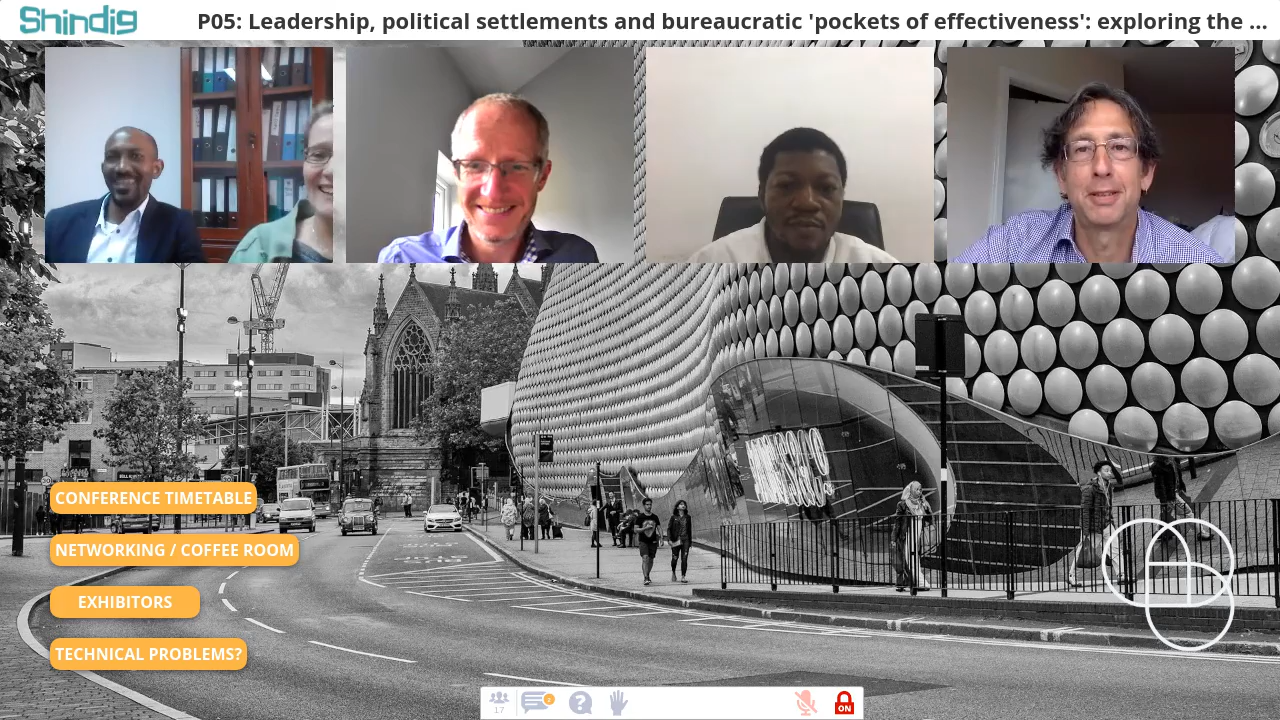 Shindig
P05: Leadership, political settlements and bureaucratic 'pockets of effectiveness': exploring the ...
CONFERENCE TIMETABLE
NETWORKING / COFFEE ROOM
EXHIBITORS
TECHNICAL PROBLEMS?
17
ON